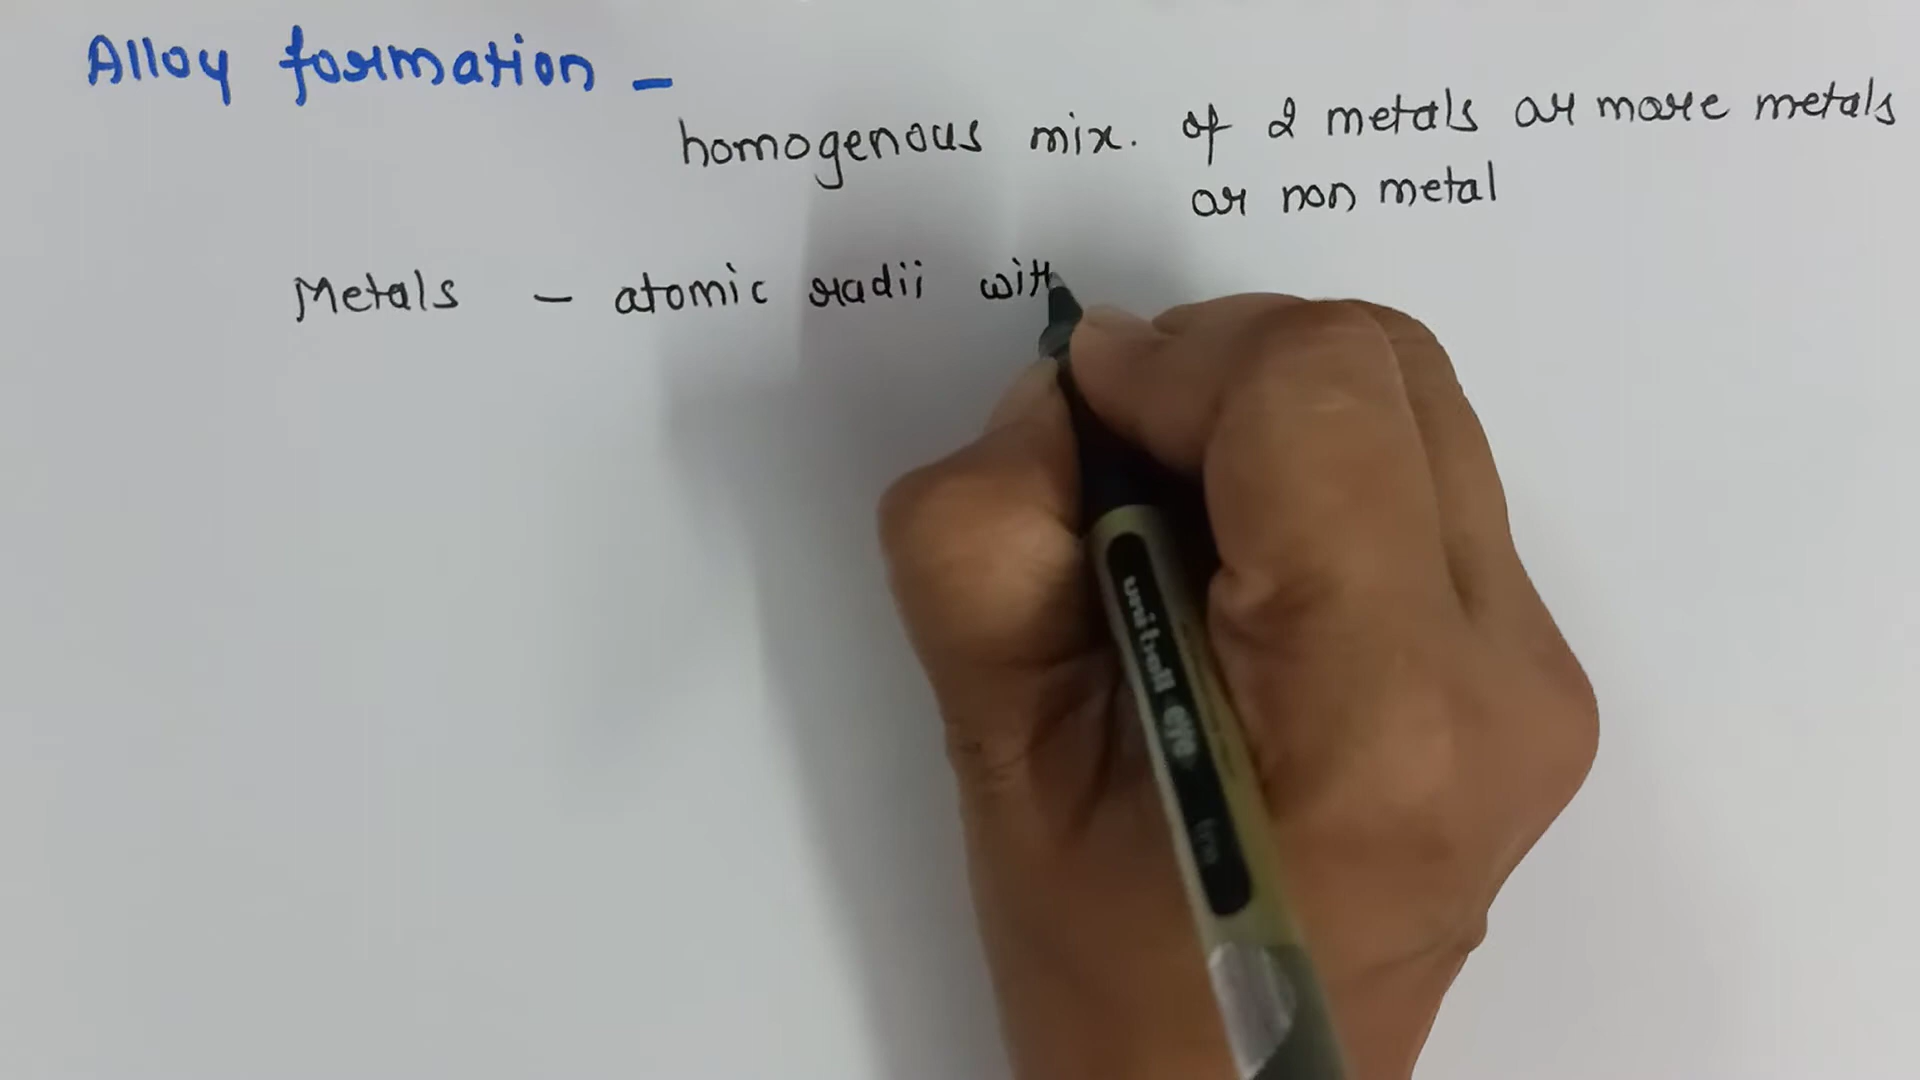 Alloy formation -
homogenous mix. of 2 metals or more metals
or non metal
Metals - atomic radii with
uniball eye